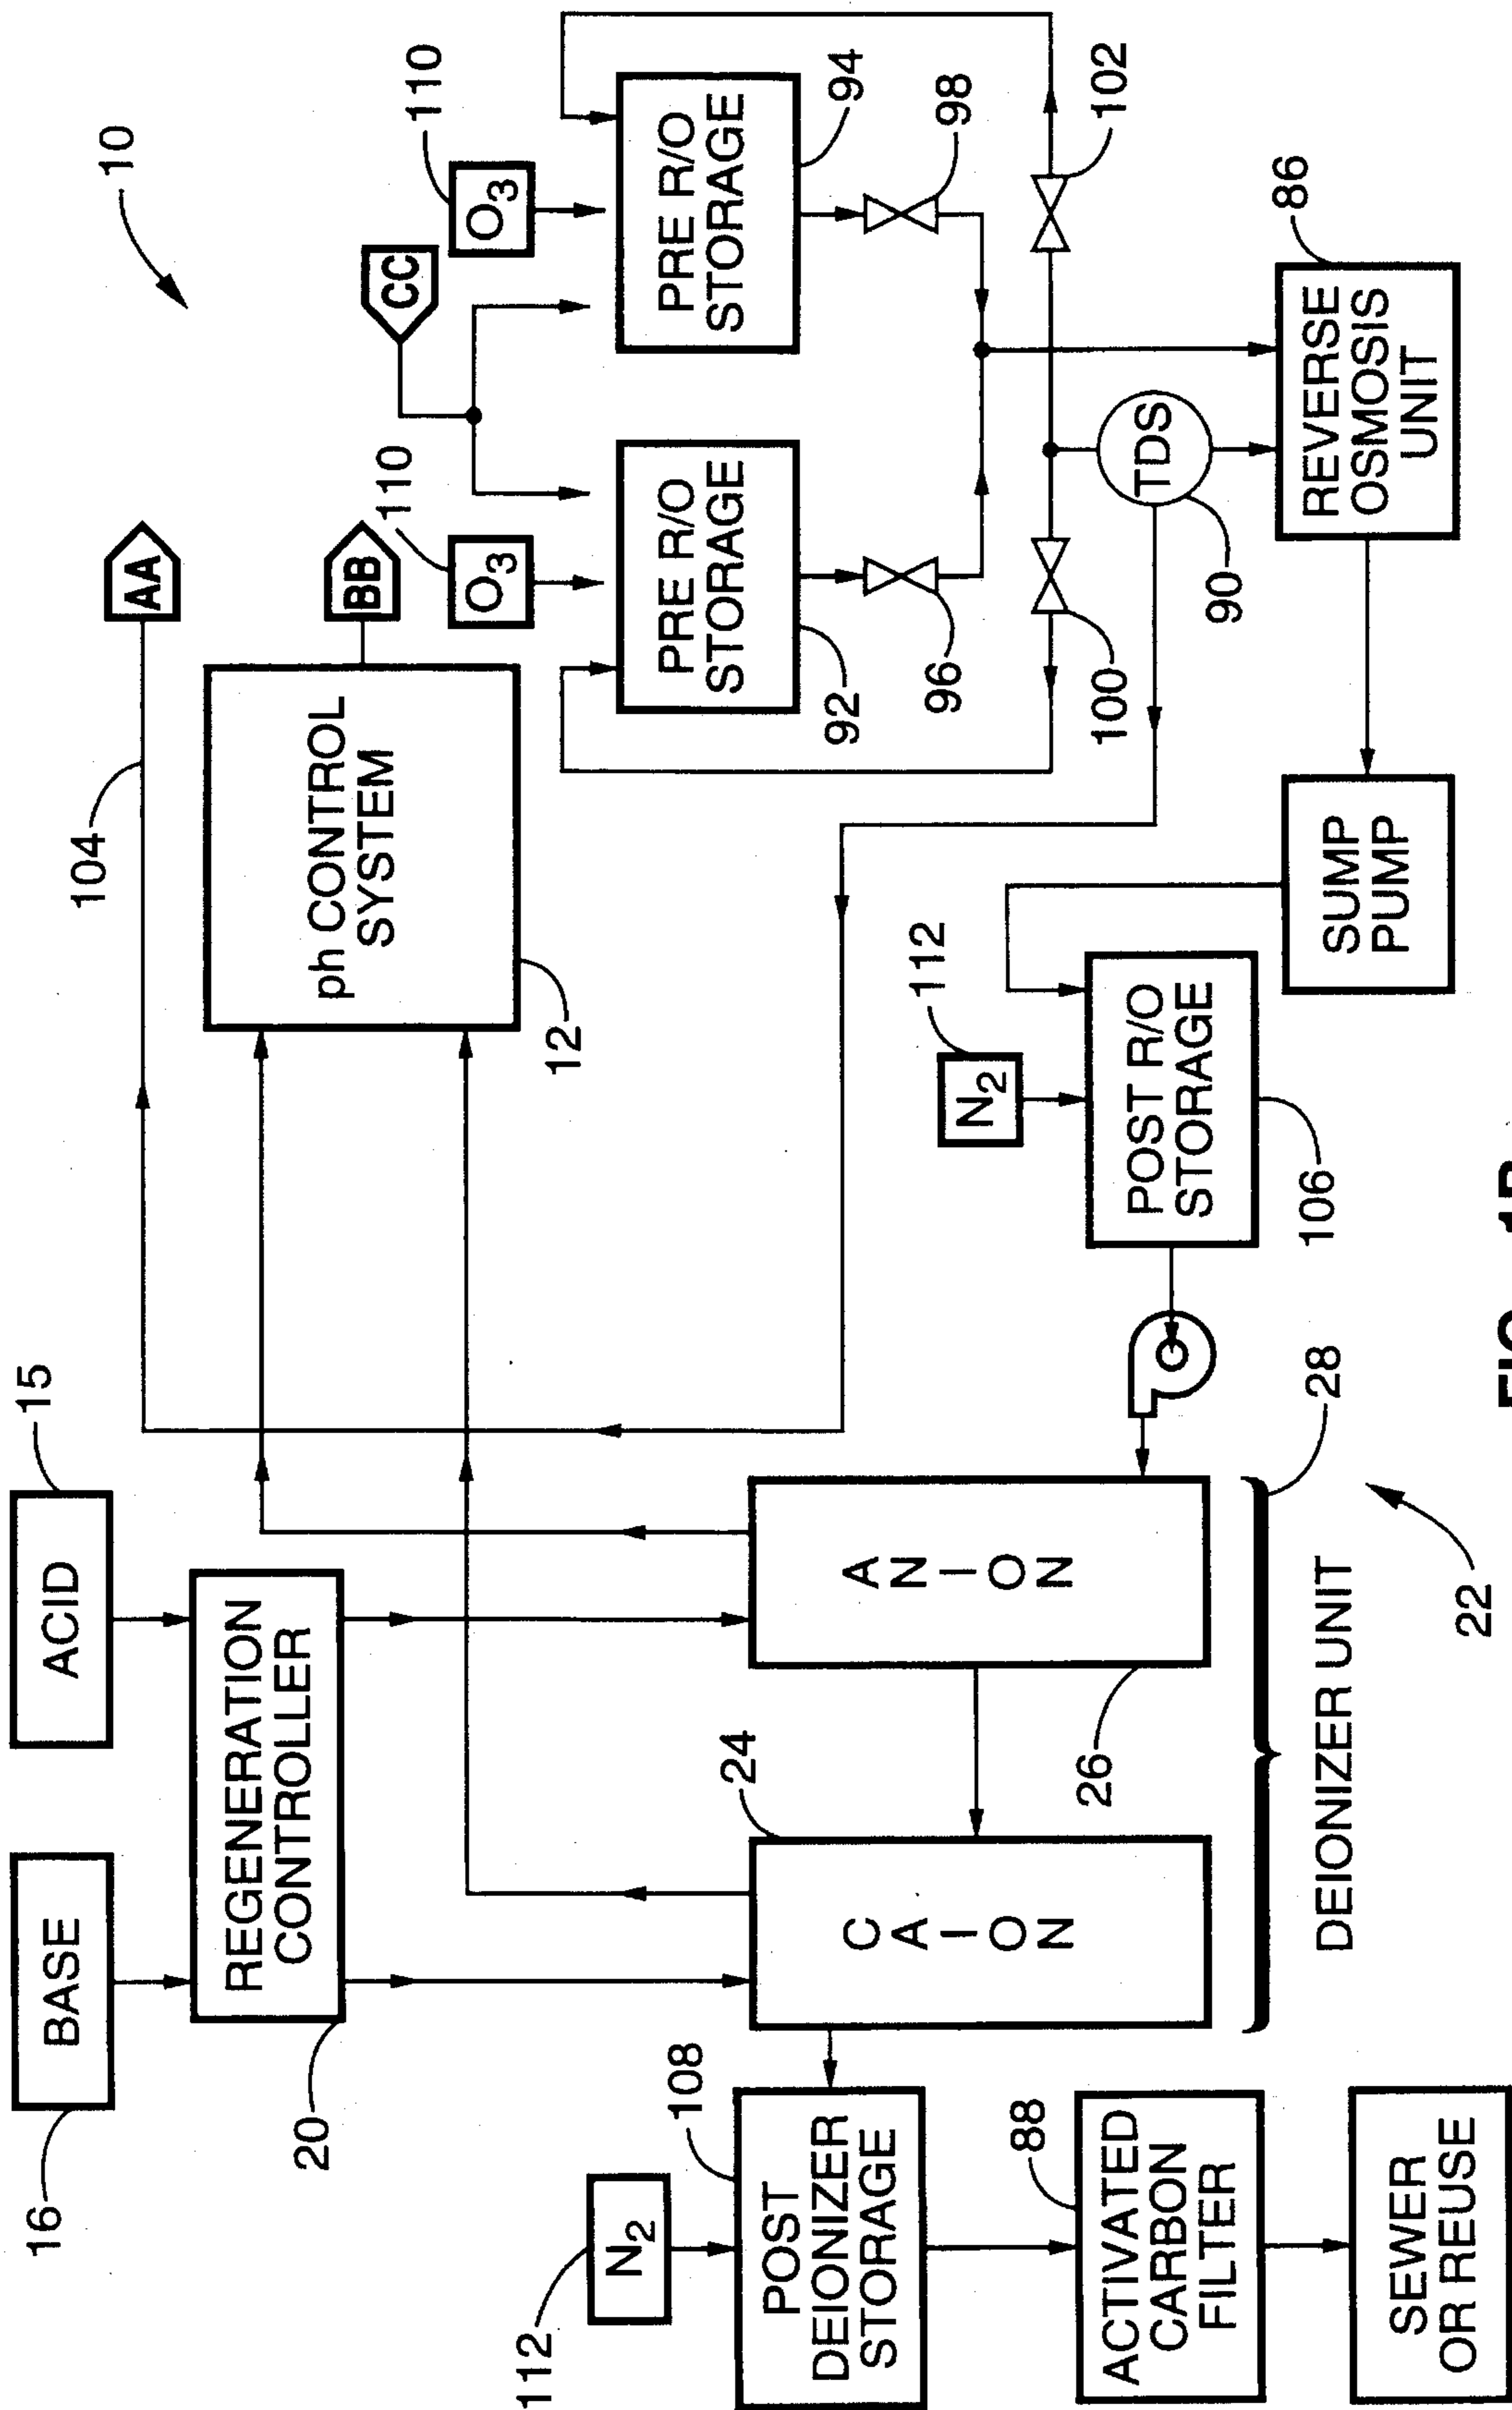 10
15
ACID
BASE
16
REGENERATION
CONTROLLER
20
104
AA
ph CONTROL
SYSTEM
12
BB
CC
110
O3
110
O3
PRE R/O
STORAGE
92
PRE R/O
STORAGE
94
96
98
100
102
TDS
90
REVERSE
OSMOSIS
UNIT
86
SUMP
PUMP
112
N2
POST R/O
STORAGE
106
ANION
26
CAION
24
28
DEIONIZER UNIT
22
112
N2
108
POST
DEIONIZER
STORAGE
88
ACTIVATED
CARBON
FILTER
SEWER
OR REUSE